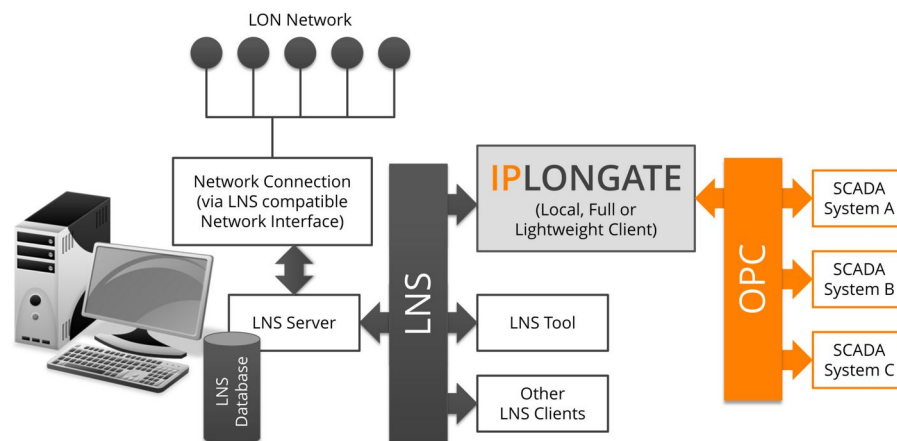 LON Network
Network Connection
(via LNS compatible
Network Interface)
LNS Server
LNS
Database
LNS
IPLONGATE
(Local, Full or
Lightweight Client)
LNS Tool
Other
LNS Clients
OPC
SCADA
System A
SCADA
System B
SCADA
System C